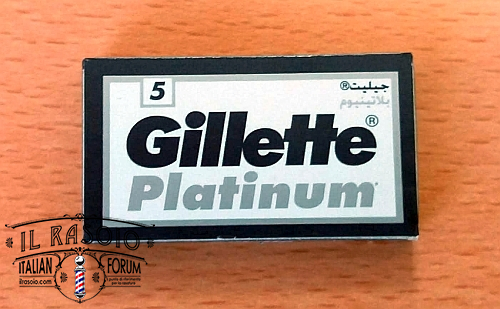 5
جيليت®
بلاتينيوم
Gillette®
Platinum
IL RASOIO
ITALIAN FORUM
ilrasoio.com